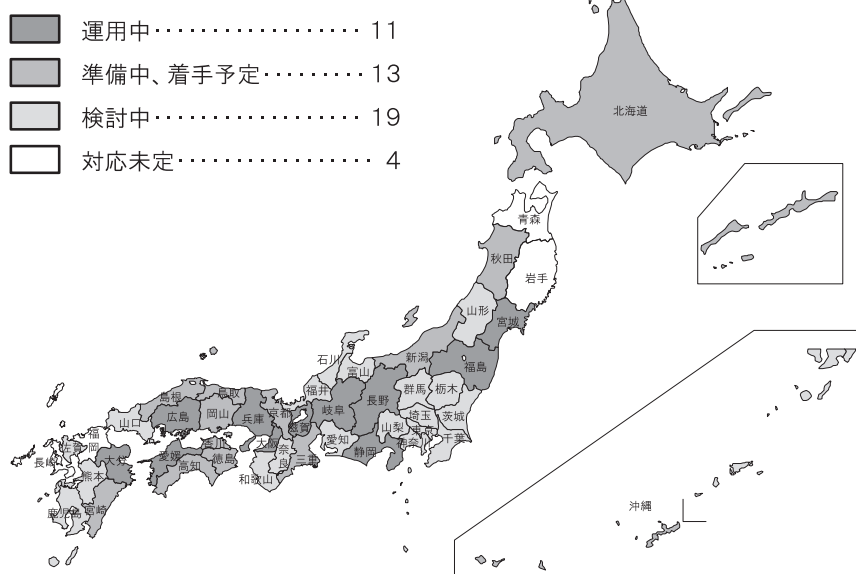 運用中 11
準備中、着手予定 13
検討中 19
対応未定 4
北海道
青森
秋田
岩手
山形
宮城
新潟
福島
石川
富山
福井
岐阜
長野
群馬
栃木
埼玉
茨城
山梨
東京
神奈川
千葉
愛知
静岡
島根
鳥取
広島
岡山
兵庫
京都
滋賀
大阪
奈良
三重
和歌山
山口
香川
愛媛
高知
徳島
福岡
佐賀
長崎
大分
熊本
鹿児島
宮崎
沖縄